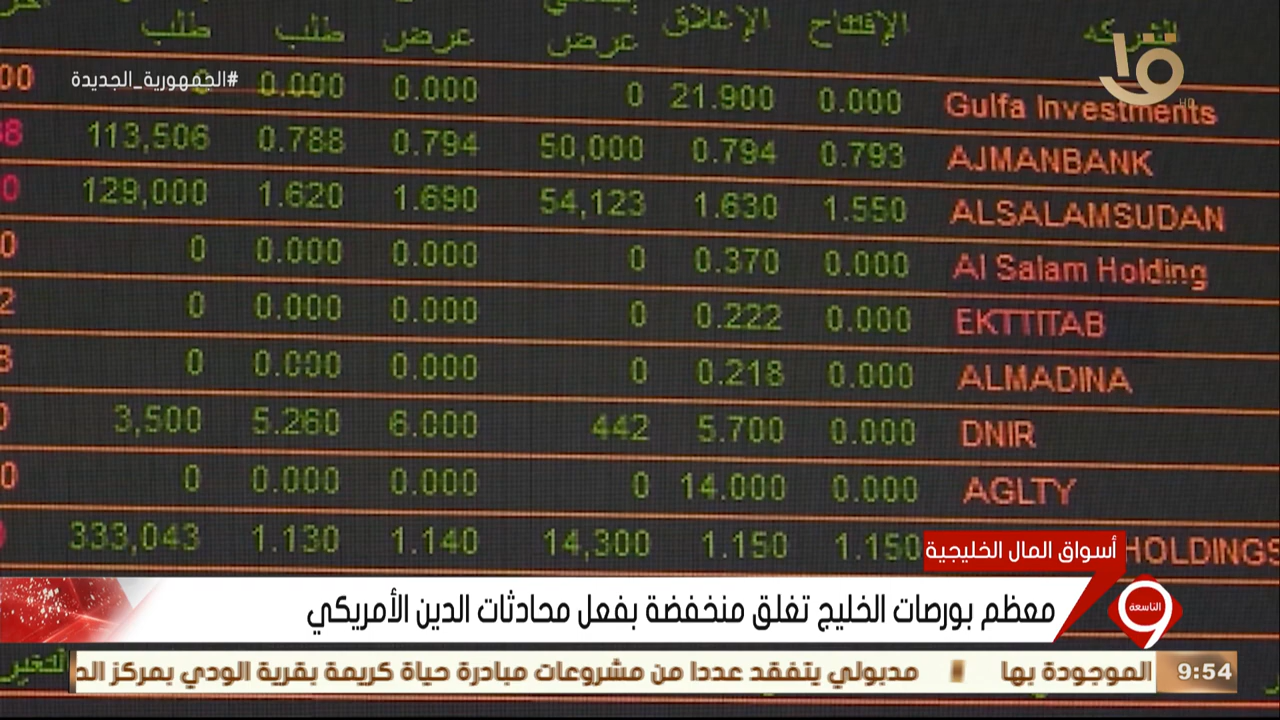 الإغلاق
الإفتتاح
عرض
عرض
طلب
طلب
#الجمهورية_الجديدة
HD
Gulfa Investments 0.000 21.900 0 0.000 0.000 0 00
AJMANBANK 0.793 0.794 50,000 0.794 0.788 113,506
ALSALAMSUDAN 1.550 1.630 54,123 1.690 1.620 129,000 0
Al Salam Holding 0.000 0.370 0 0.000 0.000 0 0
EKTTITAB 0.000 0.222 0 0.000 0.000 0 2
ALMADINA 0.000 0.218 0 0.000 0.000 0
DNIR 0.000 5.700 442 6.000 5.260 3,500
AGLTY 0.000 14.000 0 0.000 0.000 0 0
HOLDINGS 1.150 1.150 14,300 1.140 1.130 333,043
أسواق المال الخليجية
معظم بورصات الخليج تغلق منخفضة بفعل محادثات الدين الأمريكي
التاسعة
9:54
الموجودة بها
مدبولي يتفقد عددا من مشروعات مبادرة حياة كريمة بقرية الودي بمركز